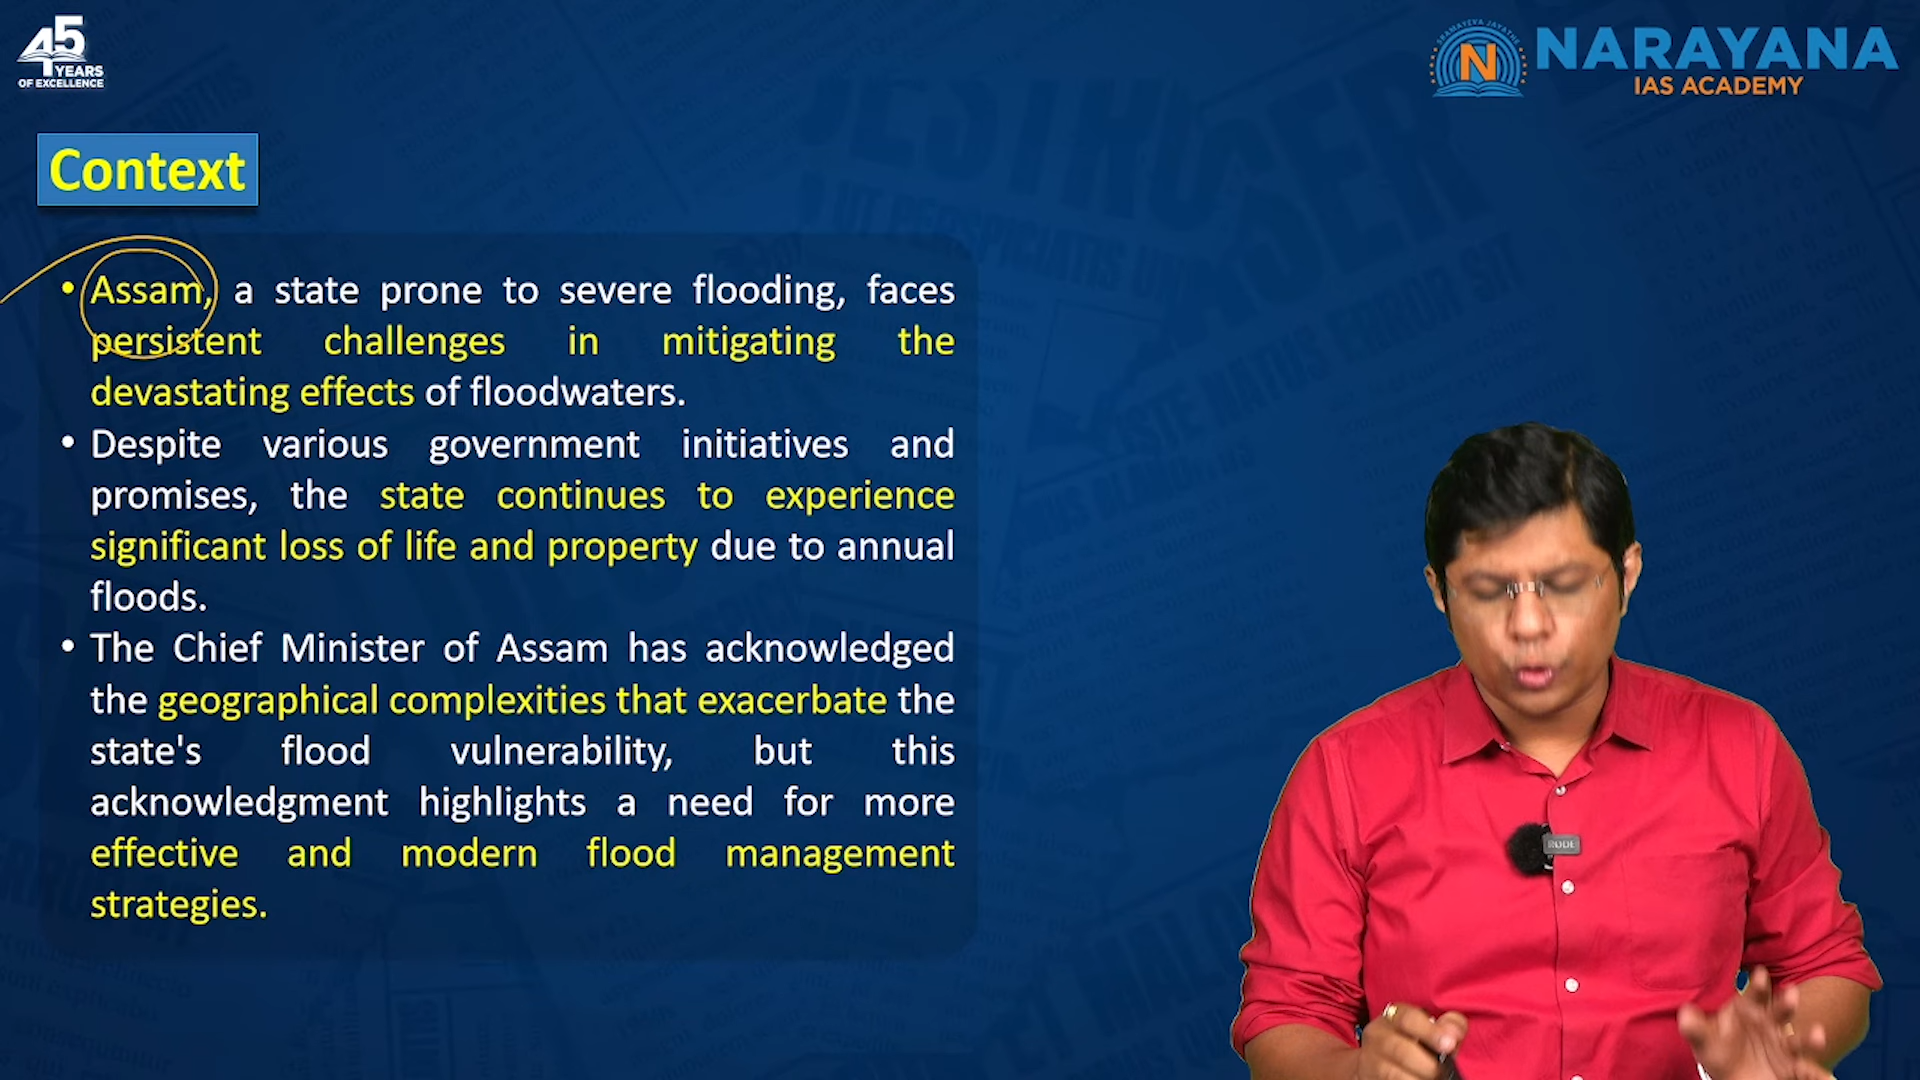 45
YEARS
OF EXCELLENCE
SRAMAYEVA JAYATHE
N
NARAYANA
IAS ACADEMY
Context
• Assam, a state prone to severe flooding, faces
persistent challenges in mitigating the
devastating effects of floodwaters.
• Despite various government initiatives and
promises, the state continues to experience
significant loss of life and property due to annual
floods.
• The Chief Minister of Assam has acknowledged
the geographical complexities that exacerbate the
state's flood vulnerability, but this
acknowledgment highlights a need for more
effective and modern flood management
strategies.
RODE